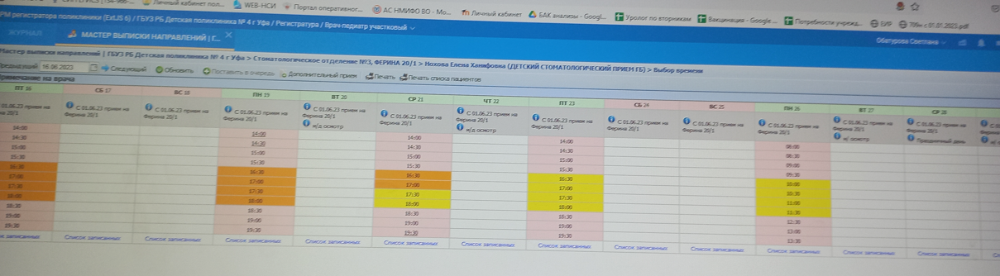 Личный кабинет пол...
WEB-НСИ
Портал оперативног...
АС НМИФО ВО - Мо...
Личный кабинет
БАК анализы - Googl...
Уролог по вторникам
Вакцинация - Google...
Потребности учрежд...
ЕИР
709н с 01.01.2023.pdf
РМ регистратора поликлиники (ExtJS 6) / ГБУЗ РБ Детская поликлиника № 4 г Уфа / Регистратура / Врач-педиатр участковый
Обатурова Светлана
ЖУРНАЛ
МАСТЕР ВЫПИСКИ НАПРАВЛЕНИЙ | Г...
Мастер выписки направлений | ГБУЗ РБ Детская поликлиника № 4 г Уфа > Стоматологическое отделение №3, ФЕРИНА 20/1 > Нохова Елена Ханифовна (ДЕТСКИЙ СТОМАТОЛОГИЧЕСКИЙ ПРИЕМ ГБ) > Выбор времени
Предыдущий 16.06.2023 Следующий Обновить Поставить в очередь Дополнительный прием Печать Печать списка пациентов
Примечание на врача
ПТ 16 СБ 17 ВС 18 ПН 19 ВТ 20 СР 21 ЧТ 22 ПТ 23 СБ 24 ВС 25 ПН 26 ВТ 27 СР 28
01.06.23 прием на С 01.06.23 прием на С 01.06.23 прием на С 01.06.23 прием на С 01.06.23 прием на С 01.06.23 прием на С 01.06.23 прием на С 01.06.23 прием на С 01.06.23 прием на С 01.06.23 прием на С 01.06.23 прием на С 01.06.23 прием на С 01.06.23 прием на
20/1 Ферина 20/1 Ферина 20/1 Ферина 20/1 Ферина 20/1 Ферина 20/1 Ферина 20/1 Ферина 20/1 Ферина 20/1 Ферина 20/1 Ферина 20/1 Ферина 20/1 Ферина 20/1
н/д осмотр н/д осмотр осмотр Праздничный день
14:00 14:00 14:00 14:00 08:00
14:30 14:30 14:30 14:30 08:30
15:00 15:00 15:00 15:00 09:00
15:30 15:30 15:30 15:30 09:30
16:30 16:30 16:30 16:30 10:00
17:00 17:00 17:00 17:00 10:30
17:30 17:30 17:30 17:30 11:00
18:00 18:00 18:00 18:00 11:30
18:30 18:30 18:30 18:30 12:30
19:00 19:00 19:00 19:00 13:00
19:30 19:30 19:30 19:30 13:30
записанных Список записанных Список записанных Список записанных Список записанных Список записанных Список записанных Список записанных Список записанных Список записанных Список записанных Список записанных Список записанных